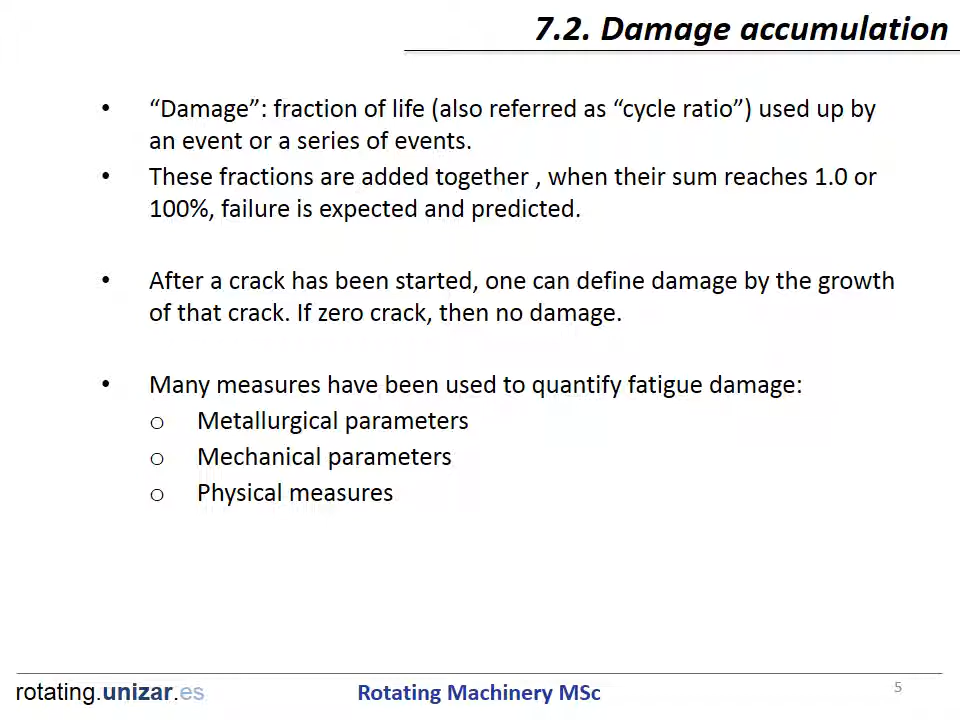 7.2. Damage accumulation
• “Damage”: fraction of life (also referred as “cycle ratio”) used up by
an event or a series of events.
• These fractions are added together , when their sum reaches 1.0 or
100%, failure is expected and predicted.
• After a crack has been started, one can define damage by the growth
of that crack. If zero crack, then no damage.
• Many measures have been used to quantify fatigue damage:
o Metallurgical parameters
o Mechanical parameters
o Physical measures
rotating.unizar.es
Rotating Machinery MSc
5